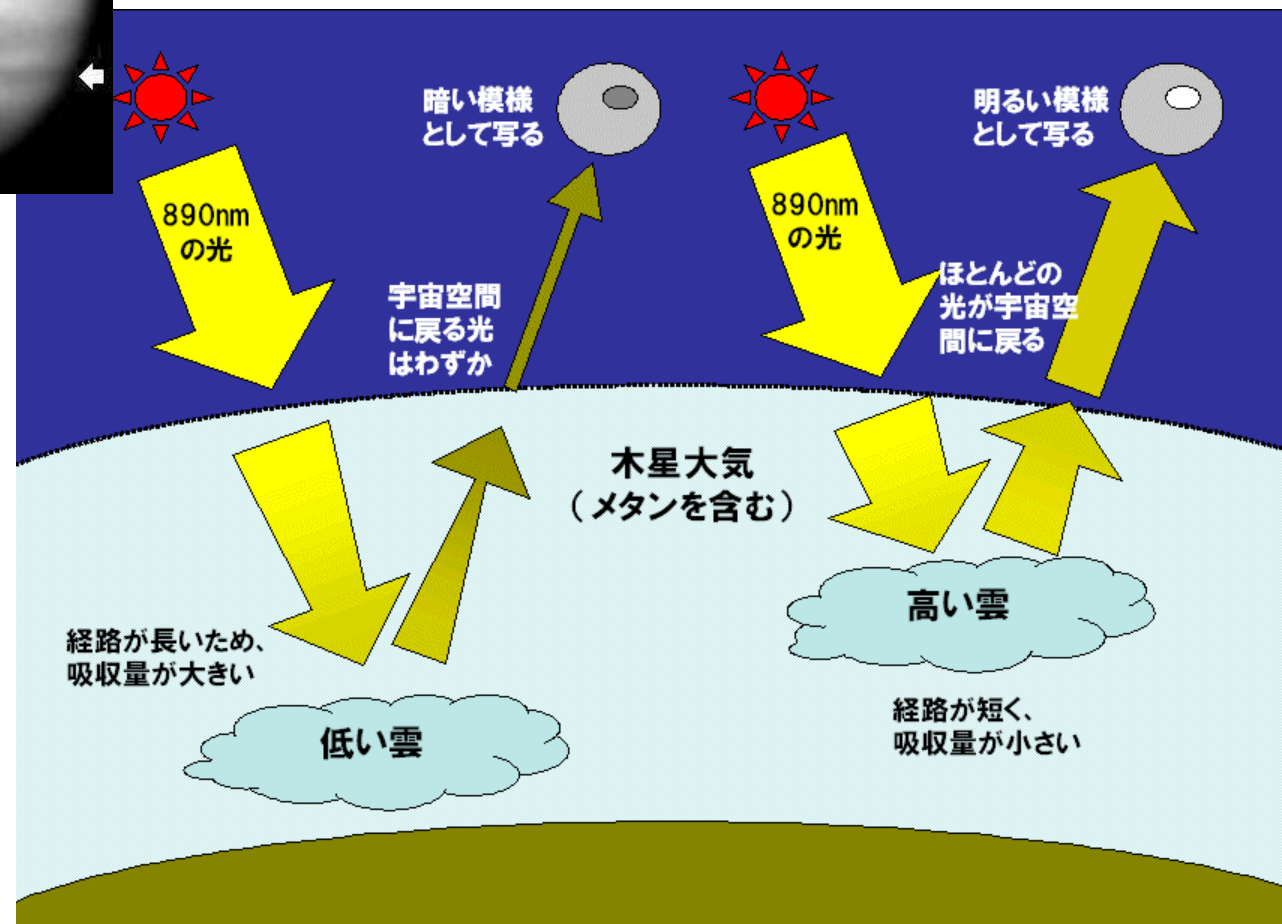 暗い模様
として写る
明るい模様
として写る
890nm
の光
890nm
の光
宇宙空間
に戻る光
はわずか
ほとんどの
光が宇宙空
間に戻る
木星大気
（メタンを含む）
経路が長いため、
吸収量が大きい
高い雲
低い雲
経路が短く、
吸収量が小さい